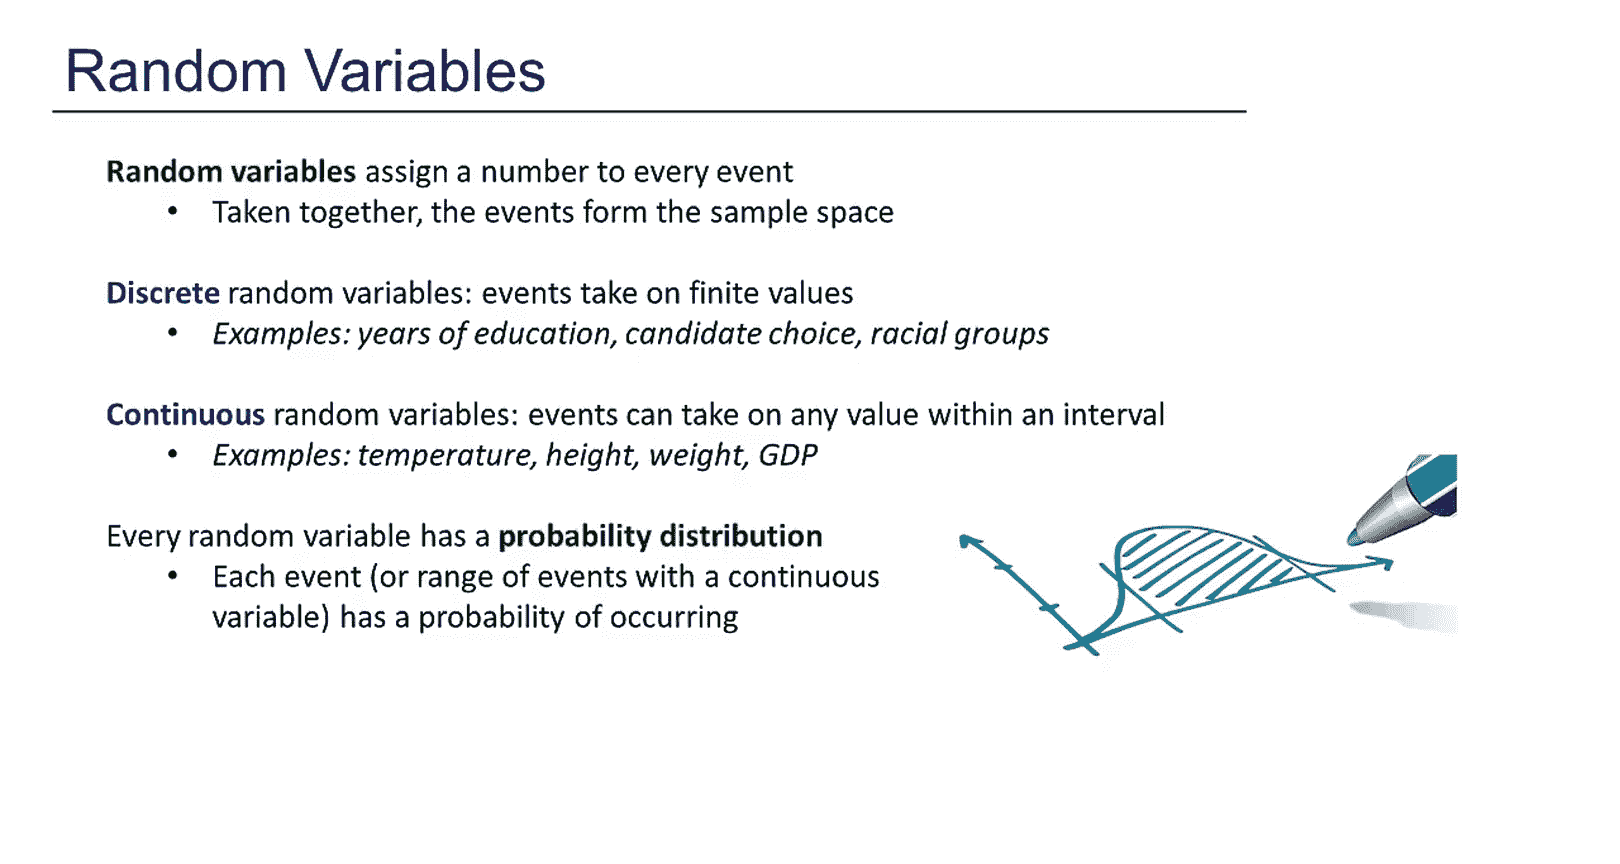 Random Variables
Random variables assign a number to every event
• Taken together, the events form the sample space
Discrete random variables: events take on finite values
• Examples: years of education, candidate choice, racial groups
Continuous random variables: events can take on any value within an interval
• Examples: temperature, height, weight, GDP
Every random variable has a probability distribution
• Each event (or range of events with a continuous
variable) has a probability of occurring